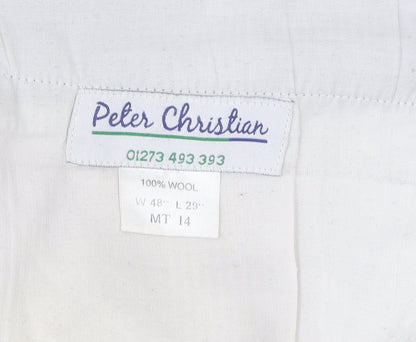 Peter Christian
01273 493 393
100% WOOL
W 48" L 29"
MT 14